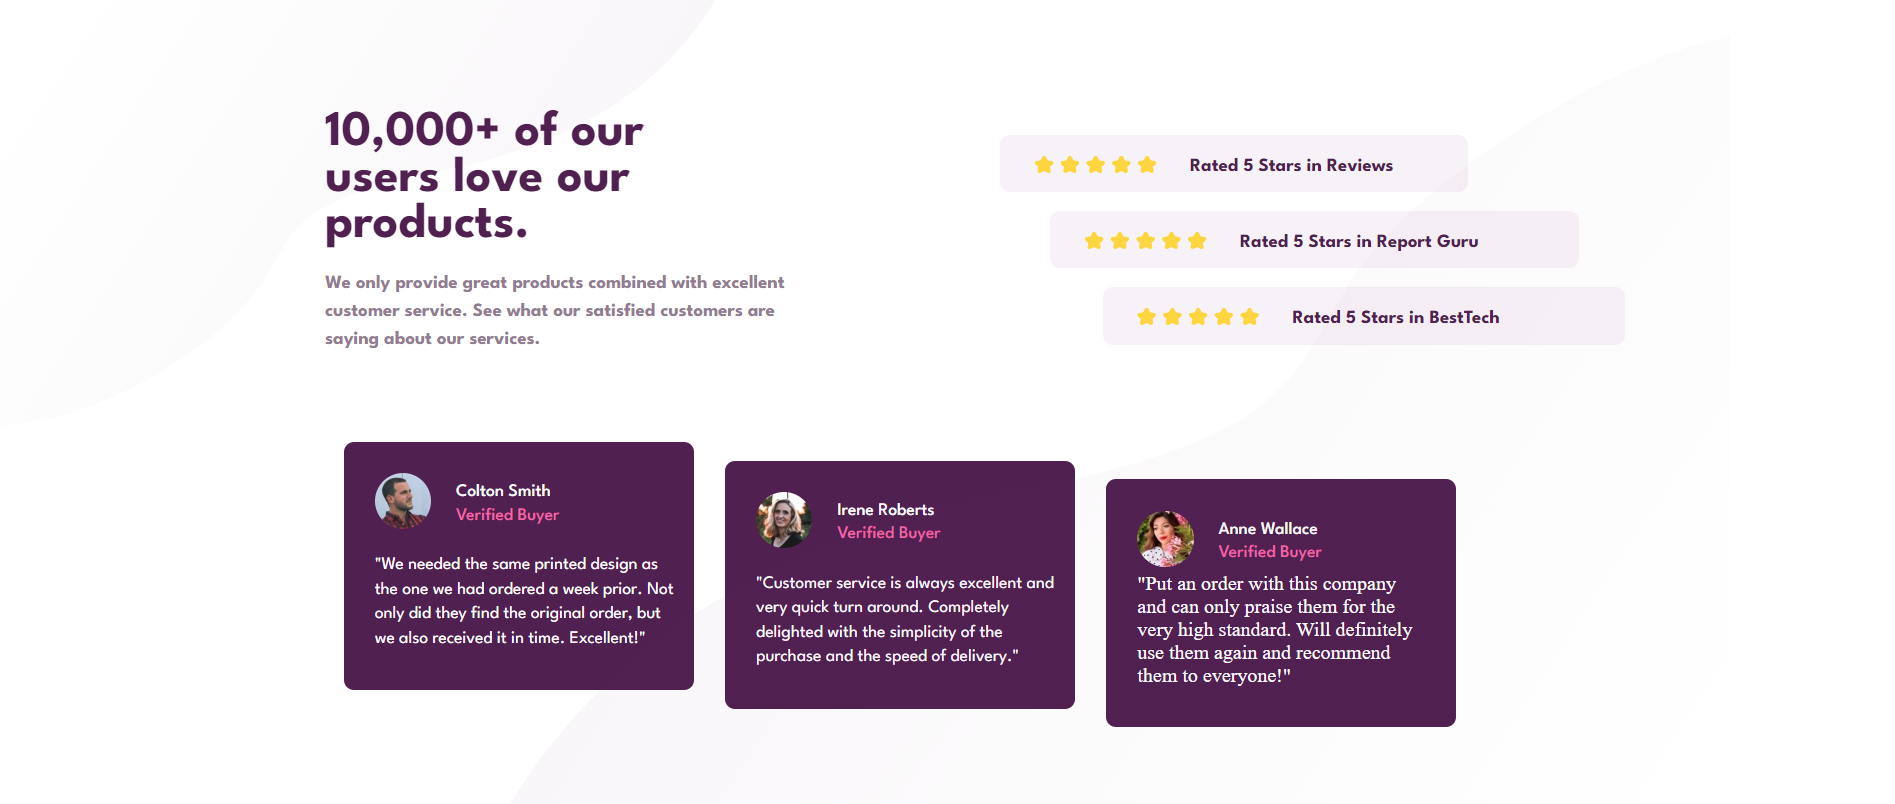 10,000+ of our
users love our
products.
We only provide great products combined with excellent
customer service. See what our satisfied customers are
saying about our services.
Rated 5 Stars in Reviews
Rated 5 Stars in Report Guru
Rated 5 Stars in BestTech
Colton Smith
Verified Buyer
"We needed the same printed design as
the one we had ordered a week prior. Not
only did they find the original order, but
we also received it in time. Excellent!"
Irene Roberts
Verified Buyer
"Customer service is always excellent and
very quick turn around. Completely
delighted with the simplicity of the
purchase and the speed of delivery."
Anne Wallace
Verified Buyer
"Put an order with this company
and can only praise them for the
very high standard. Will definitely
use them again and recommend
them to everyone!"